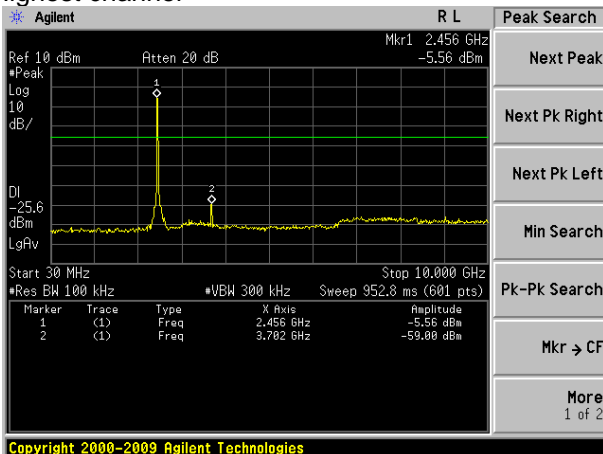 highest channel
Agilent R L Peak Search
Mkr1 2.456 GHz
Ref 10 dBm Atten 20 dB -5.56 dBm
#Peak
Log
10
dB/
1
2
DI
-25.6
dBm
LgAv
Start 30 MHz Stop 10.000 GHz
#Res BW 100 kHz #VBW 300 kHz Sweep 952.8 ms (601 pts)
Marker Trace Type X Axis Amplitude
1 (1) Freq 2.456 GHz -5.56 dBm
2 (1) Freq 3.702 GHz -59.00 dBm
Next Peak
Next Pk Right
Next Pk Left
Min Search
Pk-Pk Search
Mkr → CF
More
1 of 2
Copyright 2000-2009 Agilent Technologies